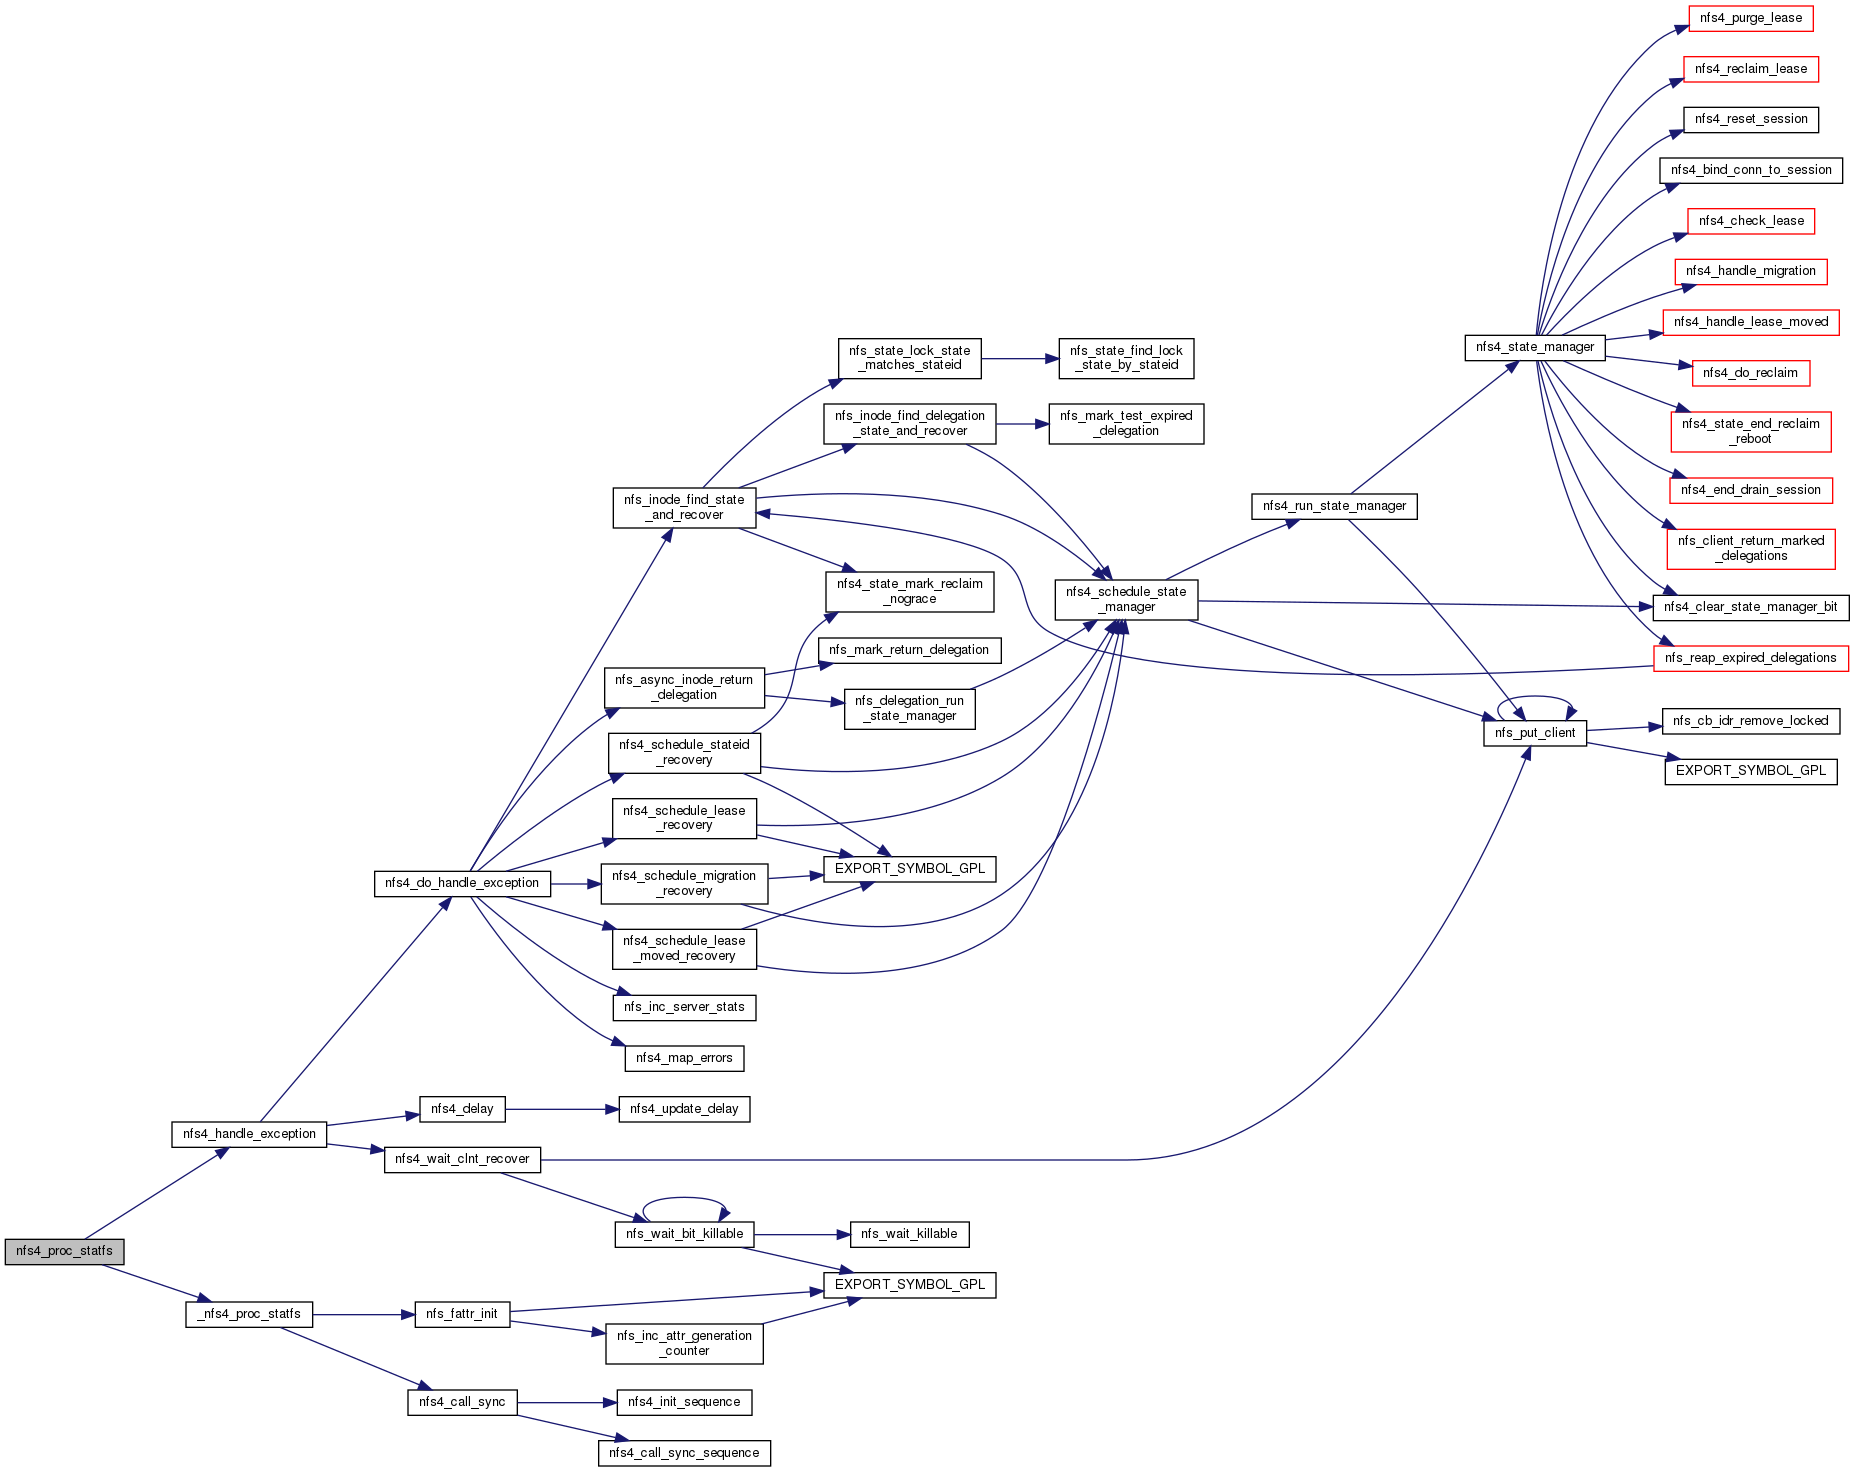 nfs4_purge_lease
nfs4_reclaim_lease
nfs4_reset_session
nfs4_bind_conn_to_session
nfs4_check_lease
nfs4_handle_migration
nfs4_handle_lease_moved
nfs4_state_manager
nfs4_do_reclaim
nfs4_state_end_reclaim
_reboot
nfs4_end_drain_session
nfs_client_return_marked
_delegations
nfs4_clear_state_manager_bit
nfs_reap_expired_delegations
nfs_state_lock_state
_matches_stateid
nfs_state_find_lock
_state_by_stateid
nfs_inode_find_delegation
_state_and_recover
nfs_mark_test_expired
_delegation
nfs_inode_find_state
_and_recover
nfs4_run_state_manager
nfs4_state_mark_reclaim
_nograce
nfs4_schedule_state
_manager
nfs_mark_return_delegation
nfs_async_inode_return
_delegation
nfs_delegation_run
_state_manager
nfs_put_client
nfs_cb_idr_remove_locked
EXPORT_SYMBOL_GPL
nfs4_schedule_stateid
_recovery
nfs4_schedule_lease
_recovery
EXPORT_SYMBOL_GPL
nfs4_do_handle_exception
nfs4_schedule_migration
_recovery
nfs4_schedule_lease
_moved_recovery
nfs_inc_server_stats
nfs4_map_errors
nfs4_delay
nfs4_update_delay
nfs4_handle_exception
nfs4_wait_clnt_recover
nfs_wait_bit_killable
nfs_wait_killable
nfs4_proc_statfs
EXPORT_SYMBOL_GPL
_nfs4_proc_statfs
nfs_fattr_init
nfs_inc_attr_generation
_counter
nfs4_call_sync
nfs4_init_sequence
nfs4_call_sync_sequence